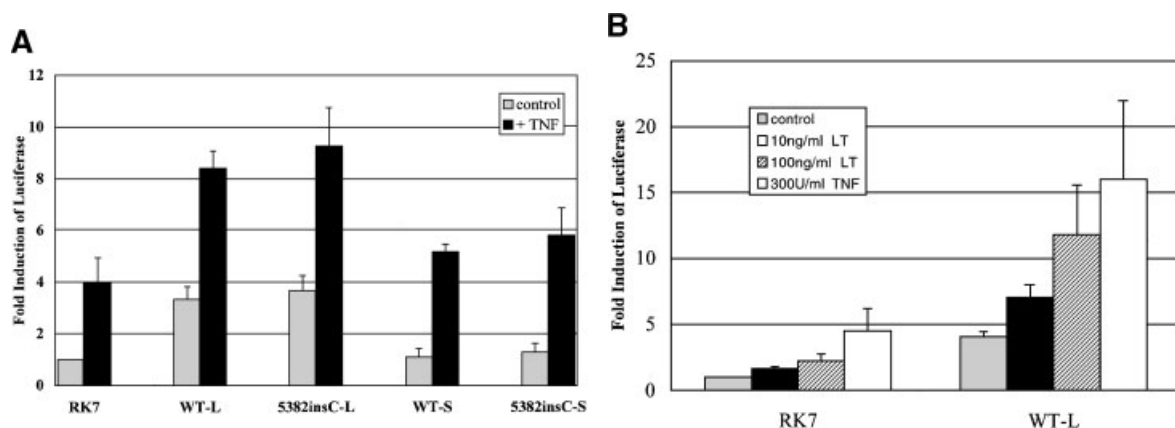 A
Fold Induction of Luciferase
12
10
8
6
4
2
0
control
+ TNF
RK7
WT-L
5382insC-L
WT-S
5382insC-S
B
Fold Induction of Luciferase
25
20
15
10
5
0
control
10ng/ml LT
100ng/ml LT
300U/ml TNF
RK7
WT-L